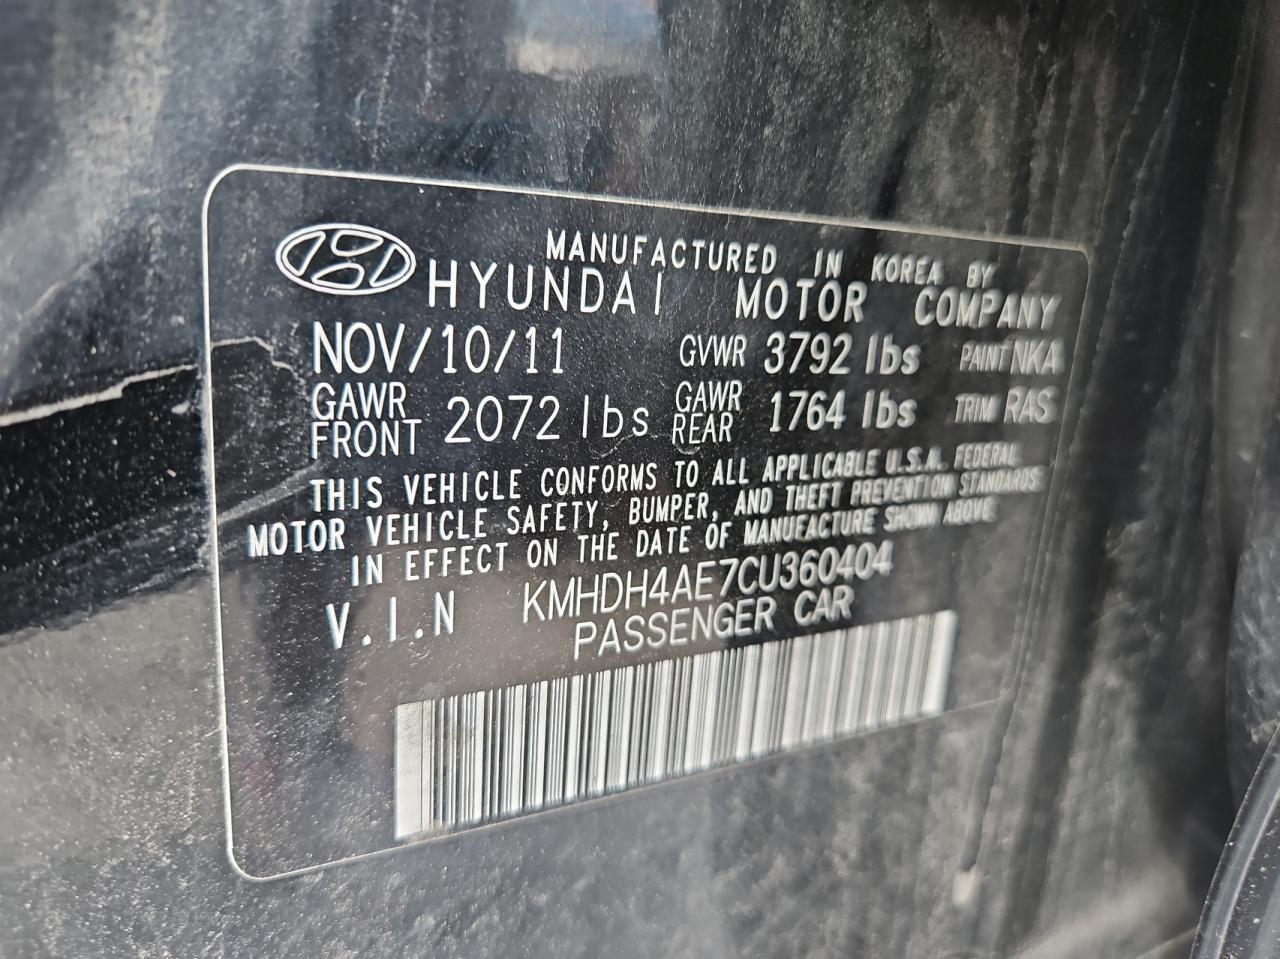 MANUFACTURED IN KOREA BY
HYUNDAI MOTOR COMPANY
NOV/10/11 GVWR 3792 lbs PAINT NKA
GAWR FRONT 2072 lbs GAWR REAR 1764 lbs TRIM RAS
THIS VEHICLE CONFORMS TO ALL APPLICABLE U.S.A. FEDERAL
MOTOR VEHICLE SAFETY, BUMPER, AND THEFT PREVENTION STANDARDS
IN EFFECT ON THE DATE OF MANUFACTURE SHOWN ABOVE
V.I.N KMHDH4AE7CU360404
PASSENGER CAR